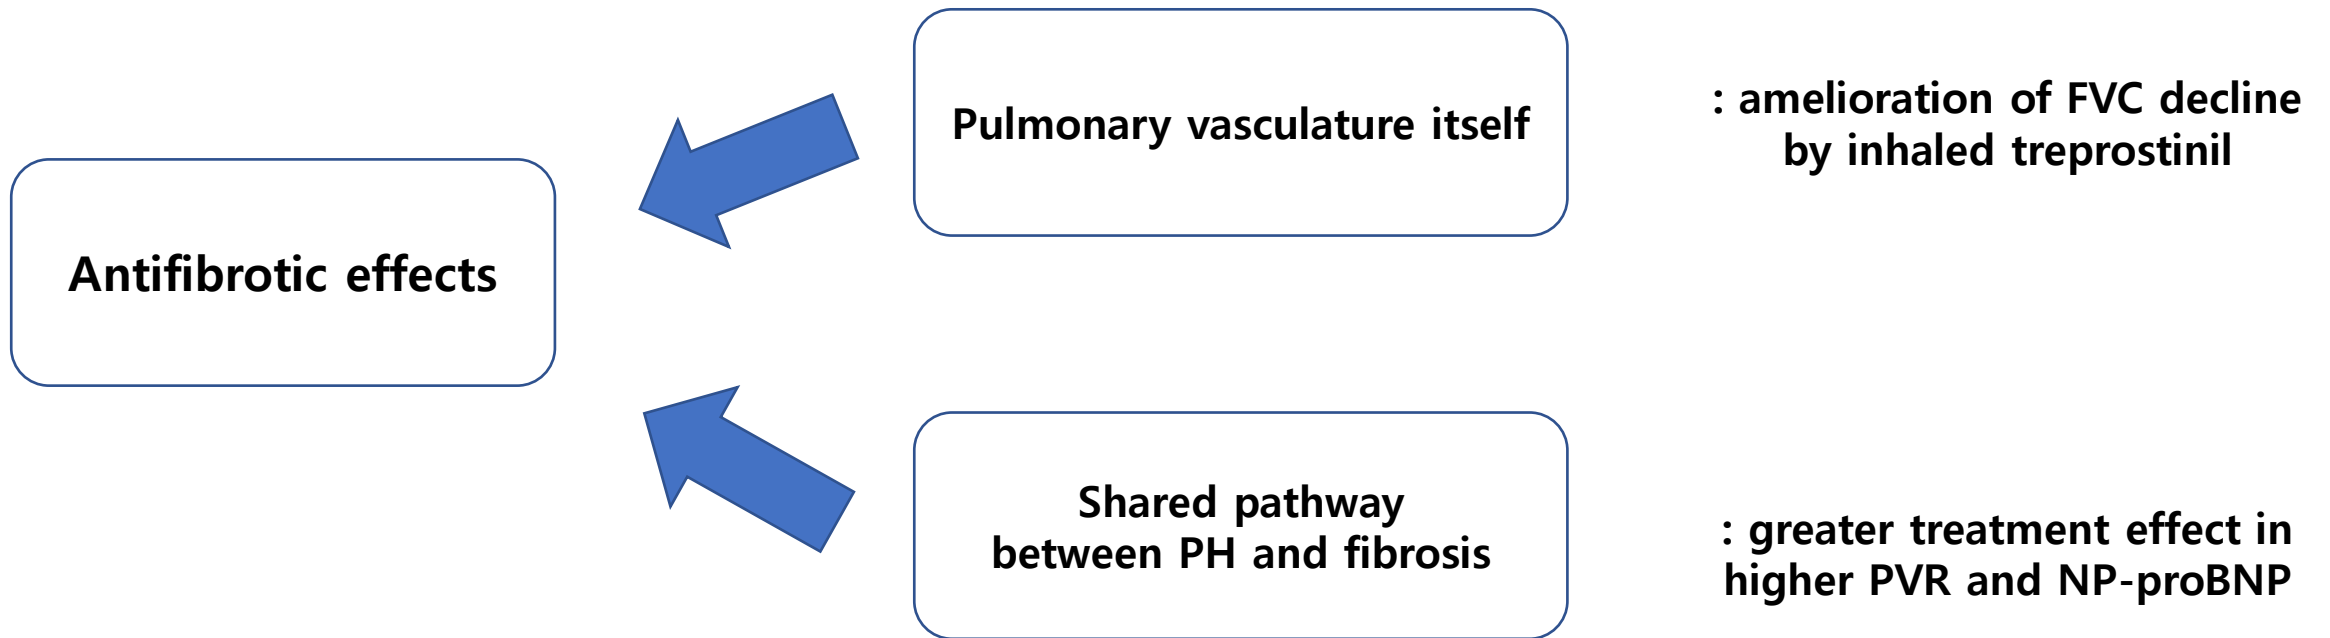 Antifibrotic effects
Pulmonary vasculature itself
: amelioration of FVC decline
by inhaled treprostinil
Shared pathway
between PH and fibrosis
: greater treatment effect in
higher PVR and NP-proBNP